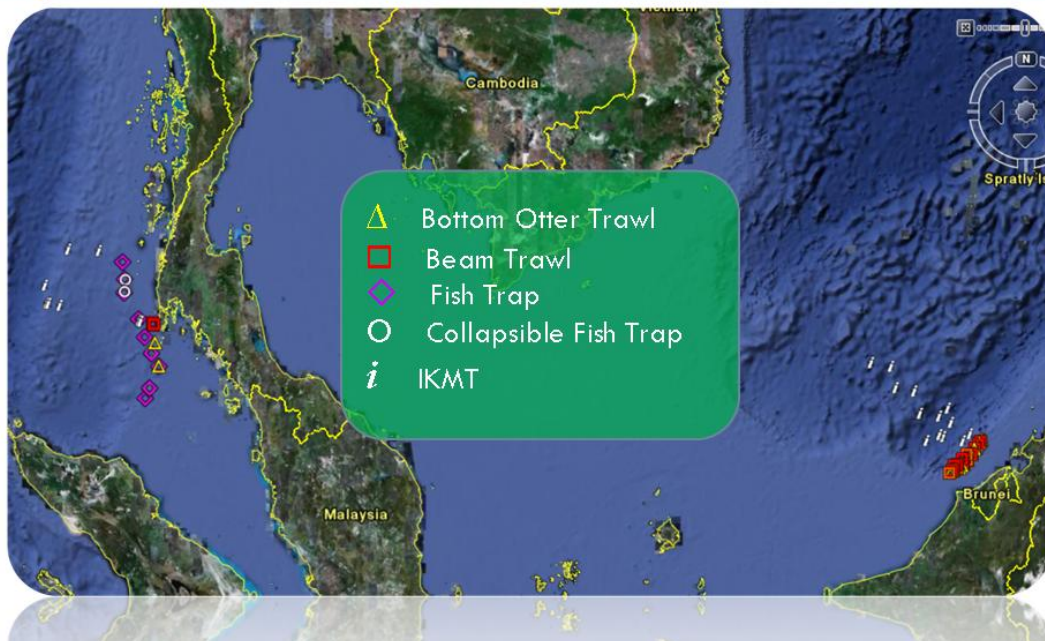 Vietnam
Cambodia
N
Spratly Is
Δ Bottom Otter Trawl
Beam Trawl
Fish Trap
Collapsible Fish Trap
i IKMT
Malaysia
Brunei